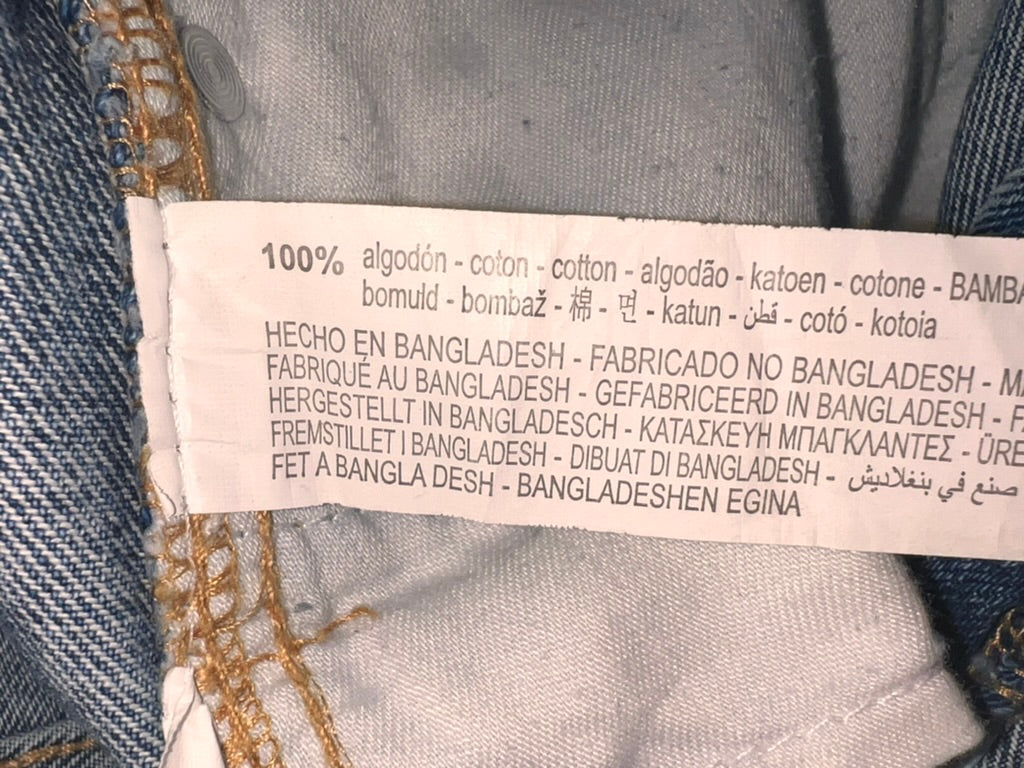 100% algodón - coton - cotton - algodão - katoen - cotone -
bomuld - bombaž - 棉 - 면 - katun - قطن - cotó - kotoia
HECHO EN BANGLADESH - FABRICADO NO BANGLADESH -
FABRIQUÉ AU BANGLADESH - GEFABRICEERD IN BANGLADESH -
HERGESTELLT IN BANGLADESCH - ΚΑΤΑΣΚΕΥΗ ΜΠΑΓΚΛΑΝΤΕΣ -
FREMSTILLET I BANGLADESH - DIBUAT DI BANGLADESH - صنع في بنغلاديش
FET A BANGLA DESH - BANGLADESHEN EGINA